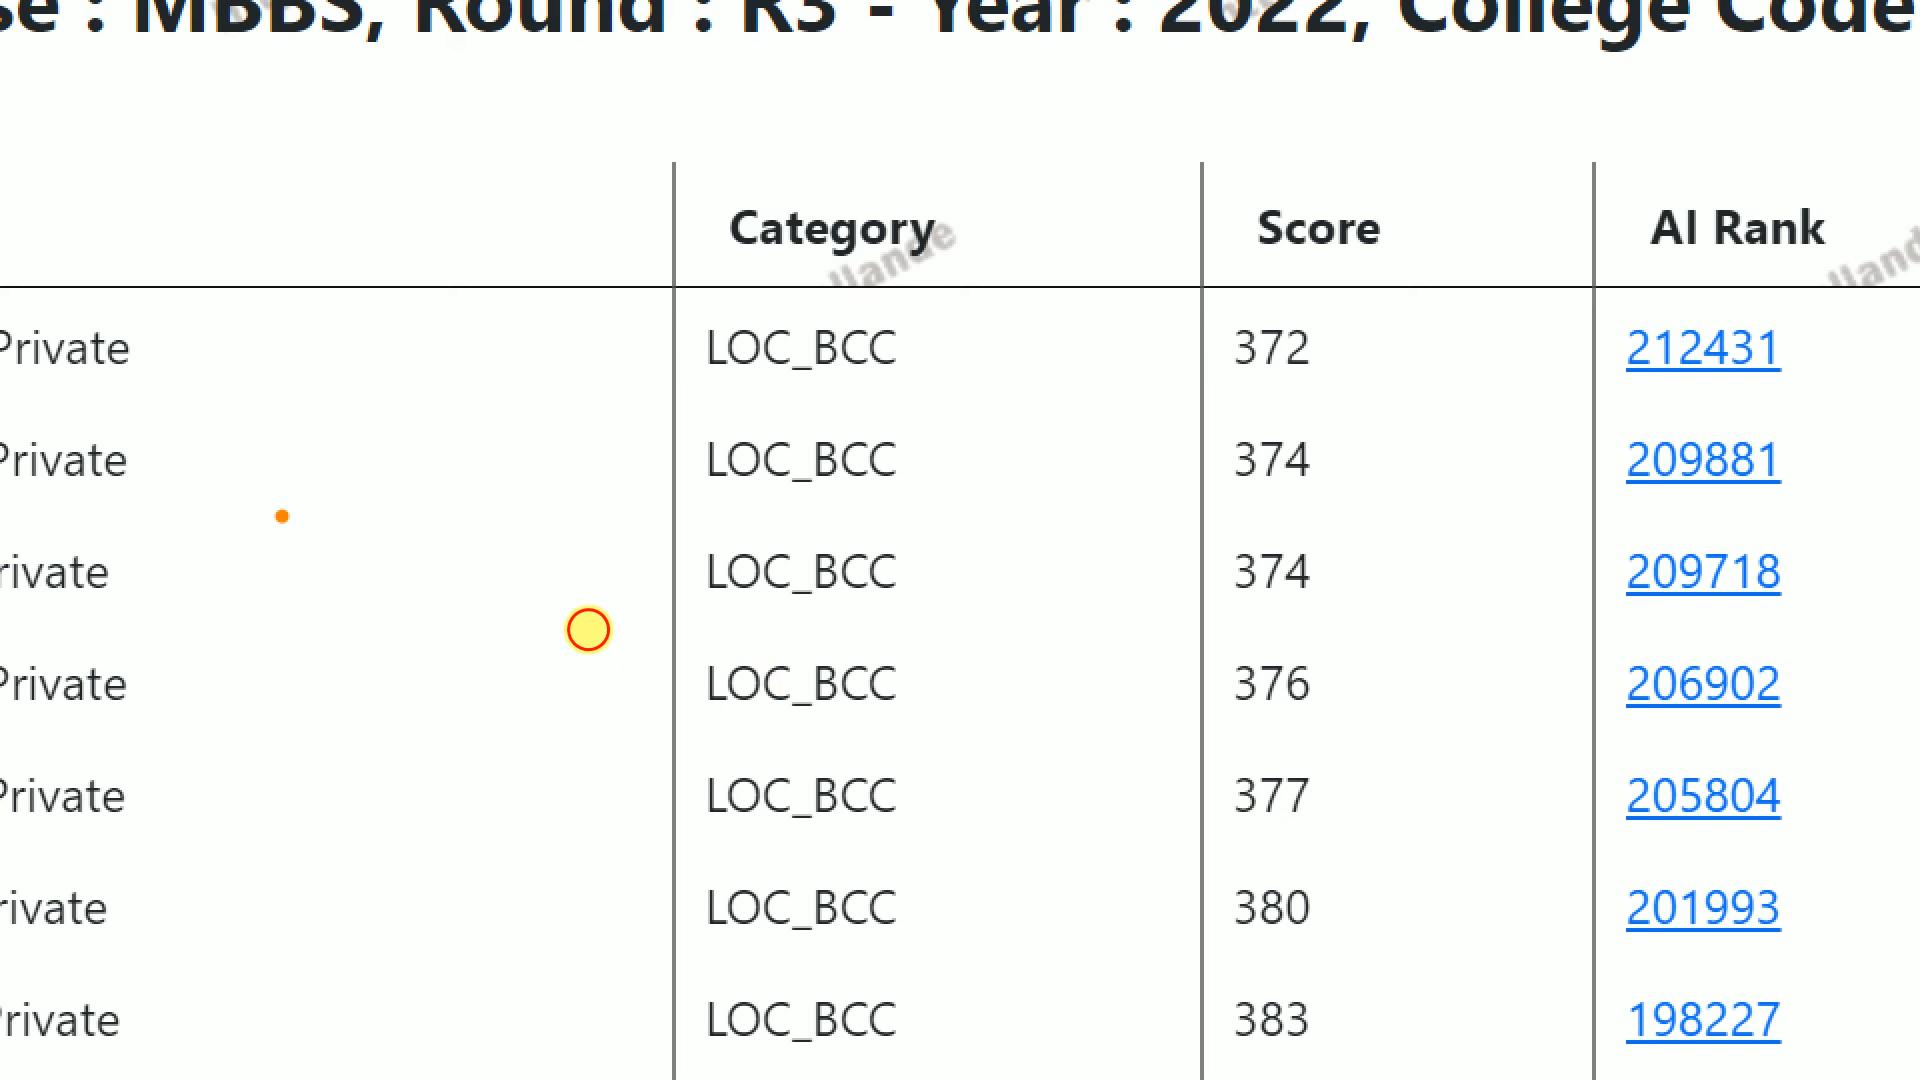 se : MBBS, Round : R3 - Year : 2022, College Code
Category Score AI Rank
Private LOC_BCC 372 212431
Private LOC_BCC 374 209881
rivate LOC_BCC 374 209718
Private LOC_BCC 376 206902
Private LOC_BCC 377 205804
rivate LOC_BCC 380 201993
Private LOC_BCC 383 198227